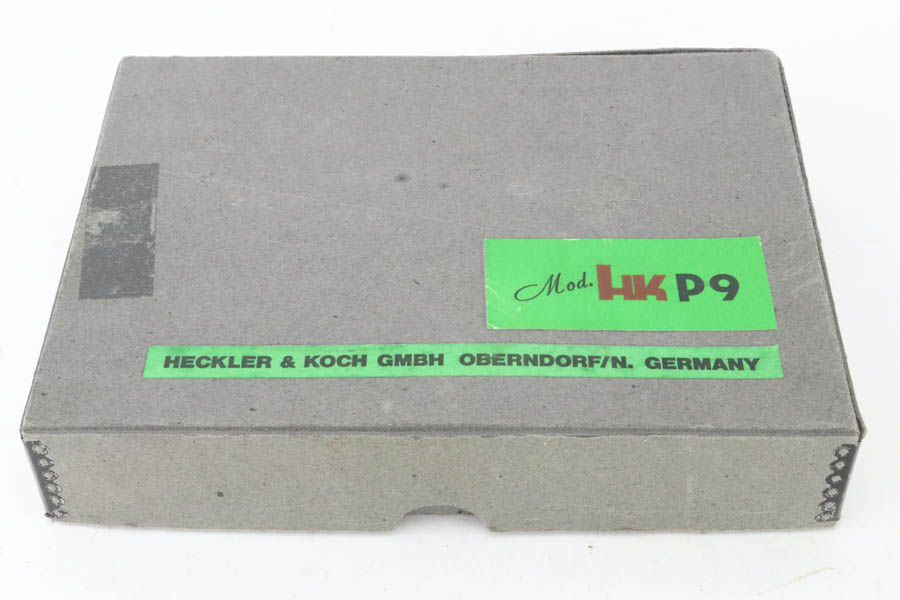 Mod. HK P9
HECKLER & KOCH GMBH OBERNDORF/N. GERMANY